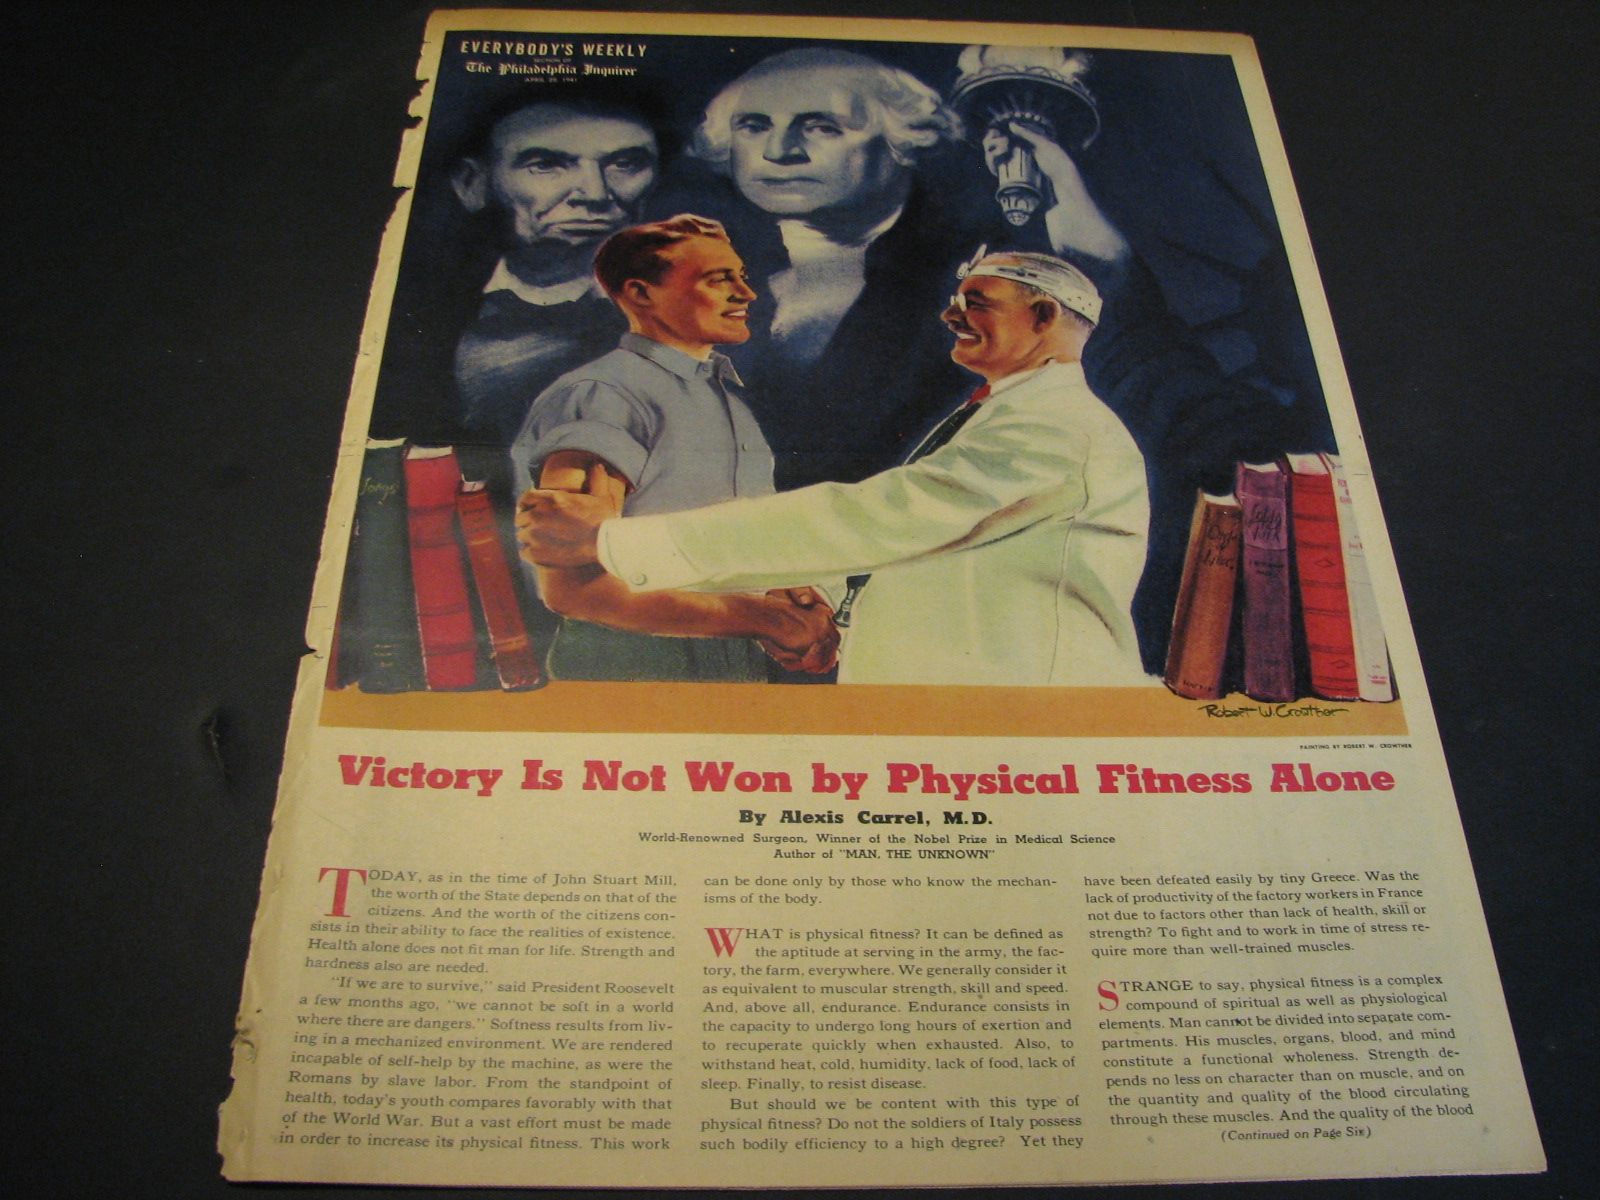 EVERYBODY'S WEEKLY
SECTION OF
The Philadelphia Inquirer
Songs
Robert W. Crowther
PAINTING BY ROBERT W. CROWTHER
Victory Is Not Won by Physical Fitness Alone
By Alexis Carrel, M.D.
World-Renowned Surgeon, Winner of the Nobel Prize in Medical Science
Author of "MAN, THE UNKNOWN"
TODAY, as in the time of John Stuart Mill,
the worth of the State depends on that of the
citizens. And the worth of the citizens con-
sists in their ability to face the realities of existence.
Health alone does not fit man for life. Strength and
hardness also are needed.
"If we are to survive," said President Roosevelt
a few months ago, "we cannot be soft in a world
where there are dangers." Softness results from liv-
ing in a mechanized environment. We are rendered
incapable of self-help by the machine, as were the
Romans by slave labor. From the standpoint of
health, today's youth compares favorably with that
of the World War. But a vast effort must be made
in order to increase its physical fitness. This work
can be done only by those who know the mechan-
isms of the body.
WHAT is physical fitness? It can be defined as
the aptitude at serving in the army, the fac-
tory, the farm, everywhere. We generally consider it
as equivalent to muscular strength, skill and speed.
And, above all, endurance. Endurance consists in
the capacity to undergo long hours of exertion and
to recuperate quickly when exhausted. Also, to
withstand heat, cold, humidity, lack of food, lack of
sleep. Finally, to resist disease.
But should we be content with this type of
physical fitness? Do not the soldiers of Italy possess
such bodily efficiency to a high degree? Yet they
have been defeated easily by tiny Greece. Was the
lack of productivity of the factory workers in France
not due to factors other than lack of health, skill or
strength? To fight and to work in time of stress re-
quire more than well-trained muscles.
STRANGE to say, physical fitness is a complex
compound of spiritual as well as physiological
elements. Man cannot be divided into separate com-
partments. His muscles, organs, blood, and mind
constitute a functional wholeness. Strength de-
pends no less on character than on muscle, and on
the quantity and quality of the blood circulating
through these muscles. And the quality of the blood
(Continued on Page Six)